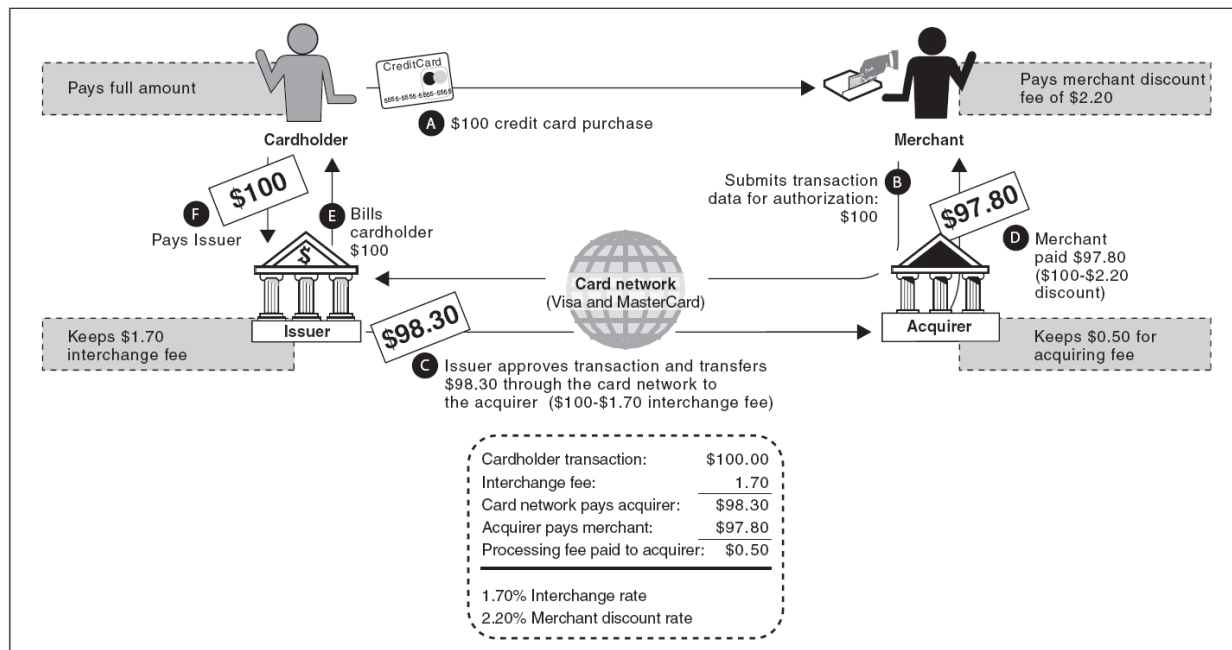 Pays full amount
CreditCard
5555-5555-5555-5555
A $100 credit card purchase
Pays merchant discount
fee of $2.20
Cardholder
Merchant
$100
F
Pays Issuer
E Bills
cardholder
$100
Submits transaction
data for authorization:
$100
B
$97.80
D Merchant
paid $97.80
($100-$2.20
discount)
$
Card network
(Visa and MasterCard)
Issuer
Acquirer
Keeps $1.70
interchange fee
$98.30
Keeps $0.50 for
acquiring fee
C Issuer approves transaction and transfers
$98.30 through the card network to
the acquirer ($100-$1.70 interchange fee)
Cardholder transaction: $100.00
Interchange fee: 1.70
Card network pays acquirer: $98.30
Acquirer pays merchant: $97.80
Processing fee paid to acquirer: $0.50
1.70% Interchange rate
2.20% Merchant discount rate